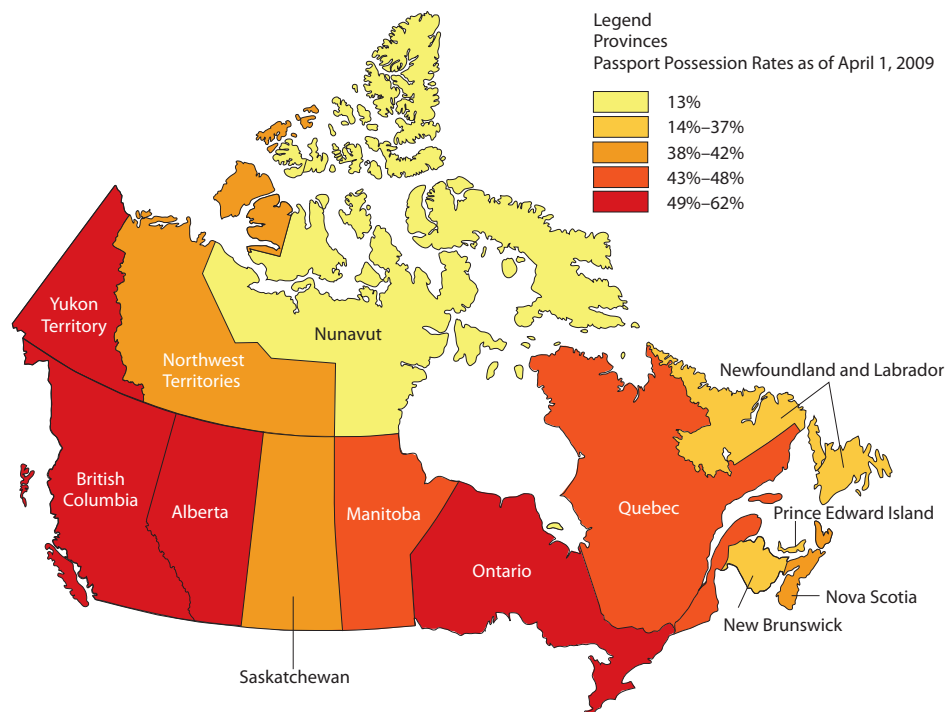 Legend
Provinces
Passport Possession Rates as of April 1, 2009
13%
14%–37%
38%–42%
43%–48%
49%–62%
Yukon
Territory
Northwest
Territories
Nunavut
Newfoundland and Labrador
British
Columbia
Alberta
Manitoba
Quebec
Prince Edward Island
Ontario
Nova Scotia
New Brunswick
Saskatchewan